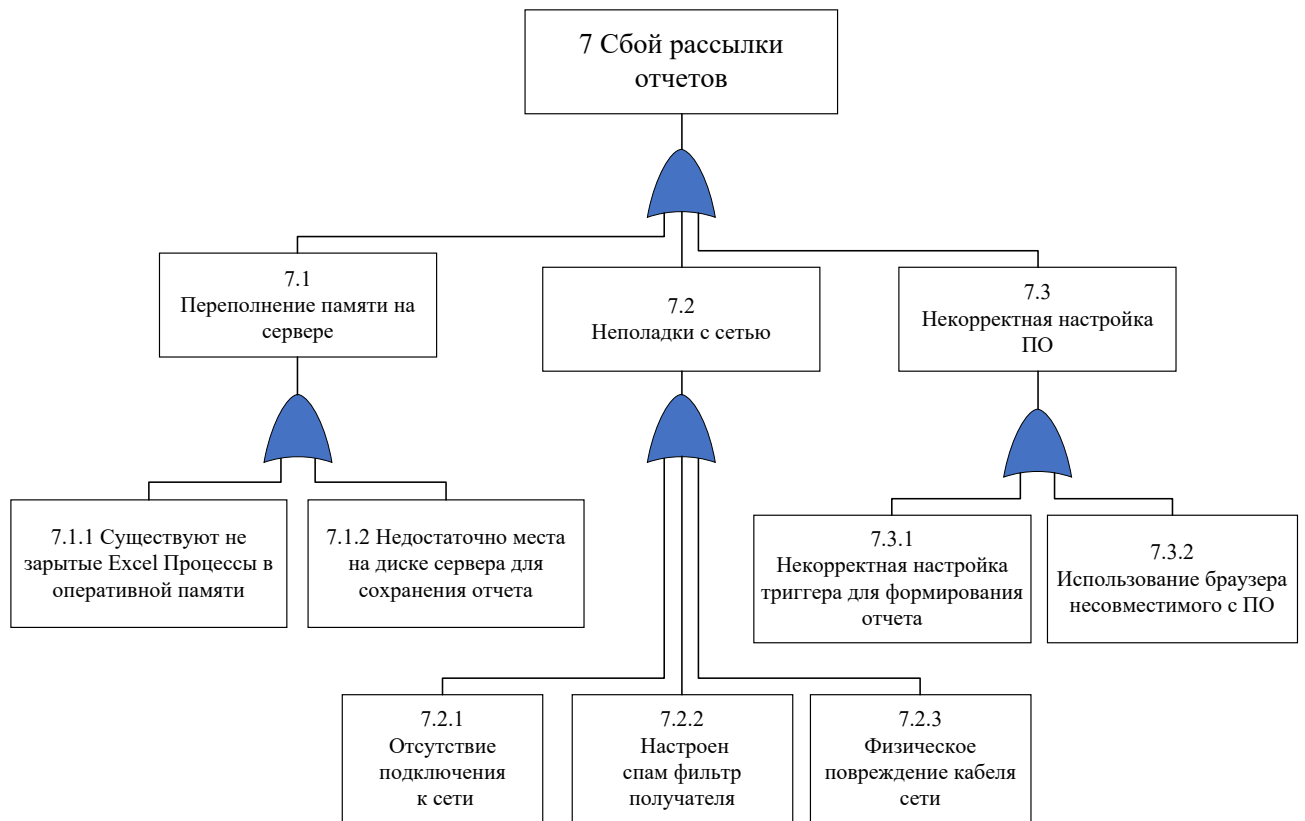 7 Сбой рассылки
отчетов
7.1
Переполнение памяти на
сервере
7.2
Неполадки с сетью
7.3
Некорректная настройка
ПО
7.1.1 Существуют не
зарытые Excel Процессы в
оперативной памяти
7.1.2 Недостаточно места
на диске сервера для
сохранения отчета
7.3.1
Некорректная настройка
триггера для формирования
отчета
7.3.2
Использование браузера
несовместимого с ПО
7.2.1
Отсутствие
подключения
к сети
7.2.2
Настроен
спам фильтр
получателя
7.2.3
Физическое
повреждение кабеля
сети